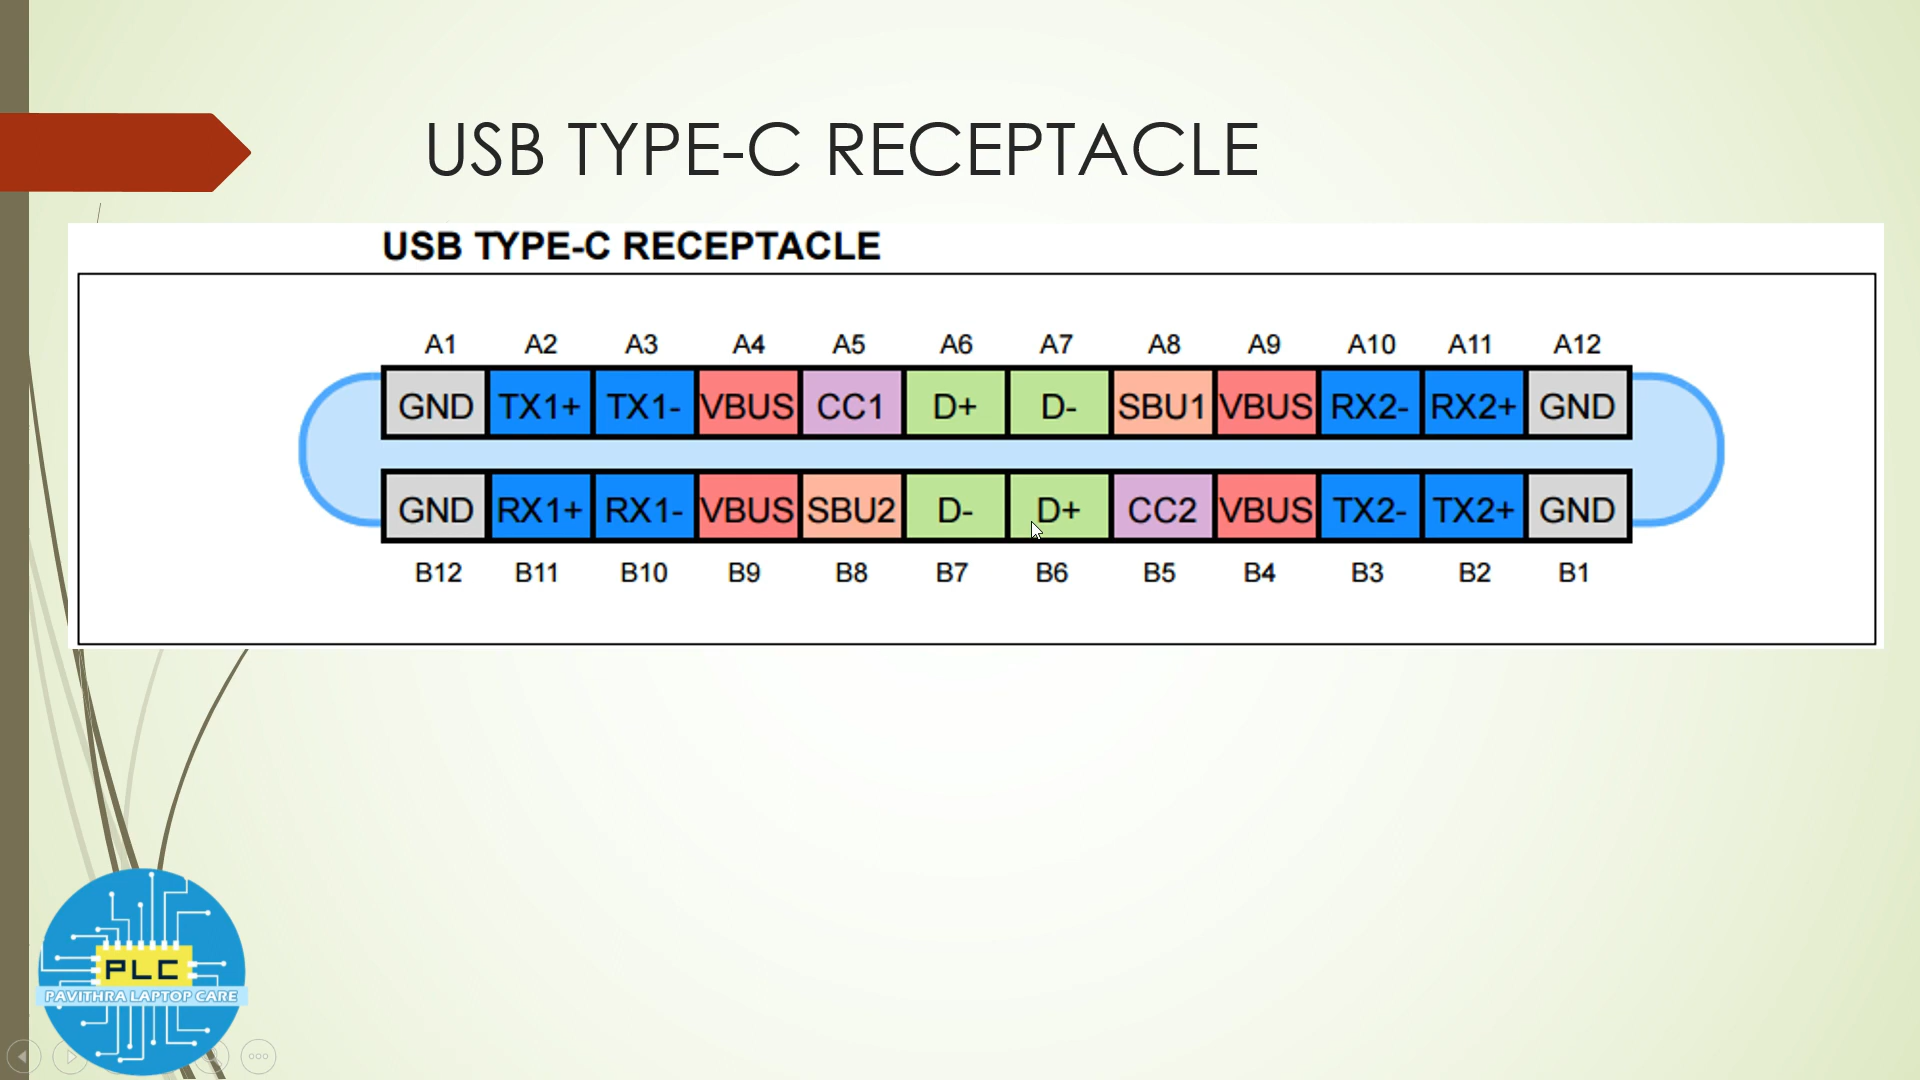 USB TYPE-C RECEPTACLE
USB TYPE-C RECEPTACLE
A1 A2 A3 A4 A5 A6 A7 A8 A9 A10 A11 A12
GND TX1+ TX1- VBUS CC1 D+ D- SBU1 VBUS RX2- RX2+ GND
GND RX1+ RX1- VBUS SBU2 D- D+ CC2 VBUS TX2- TX2+ GND
B12 B11 B10 B9 B8 B7 B6 B5 B4 B3 B2 B1
PLC
PAVITHRA LAPTOP CARE